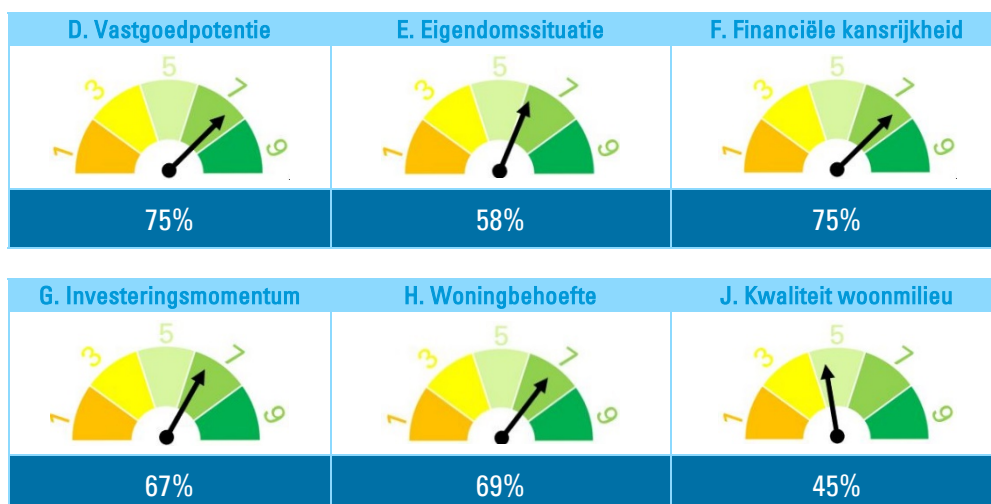 D. Vastgoedpotentie E. Eigendomssituatie F. Financiële kansrijkheid
1 3 5 7 9 1 3 5 7 9 1 3 5 7 9
75% 58% 75%
G. Investeringsmomentum H. Woningbehoefte J. Kwaliteit woonmilieu
1 3 5 7 9 1 3 5 7 9 1 3 5 7 9
67% 69% 45%